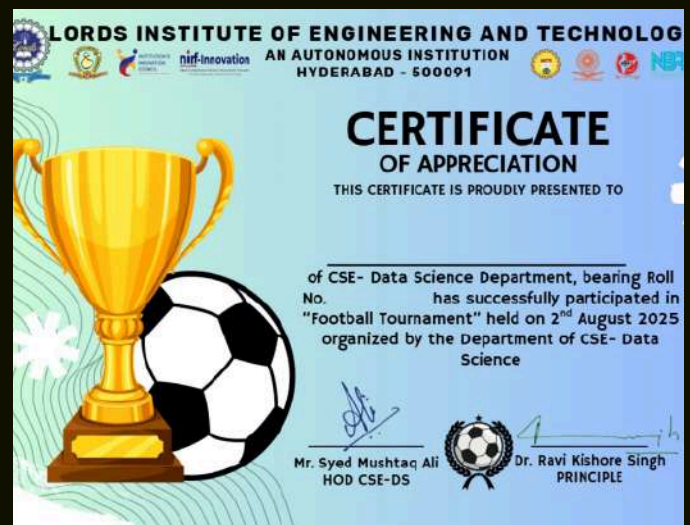 LORDS INSTITUTE OF ENGINEERING AND TECHNOLOG
INSTITUTION'S
INNOVATION
COUNCIL
nirf-Innovation
AN AUTONOMOUS INSTITUTION
HYDERABAD - 500091
CERTIFICATE
OF APPRECIATION
THIS CERTIFICATE IS PROUDLY PRESENTED TO
of CSE- Data Science Department, bearing Roll
No. has successfully participated in
"Football Tournament" held on 2nd August 2025
organized by the Department of CSE- Data
Science
Mr. Syed Mushtaq Ali
HOD CSE-DS
Dr. Ravi Kishore Singh
PRINCIPLE